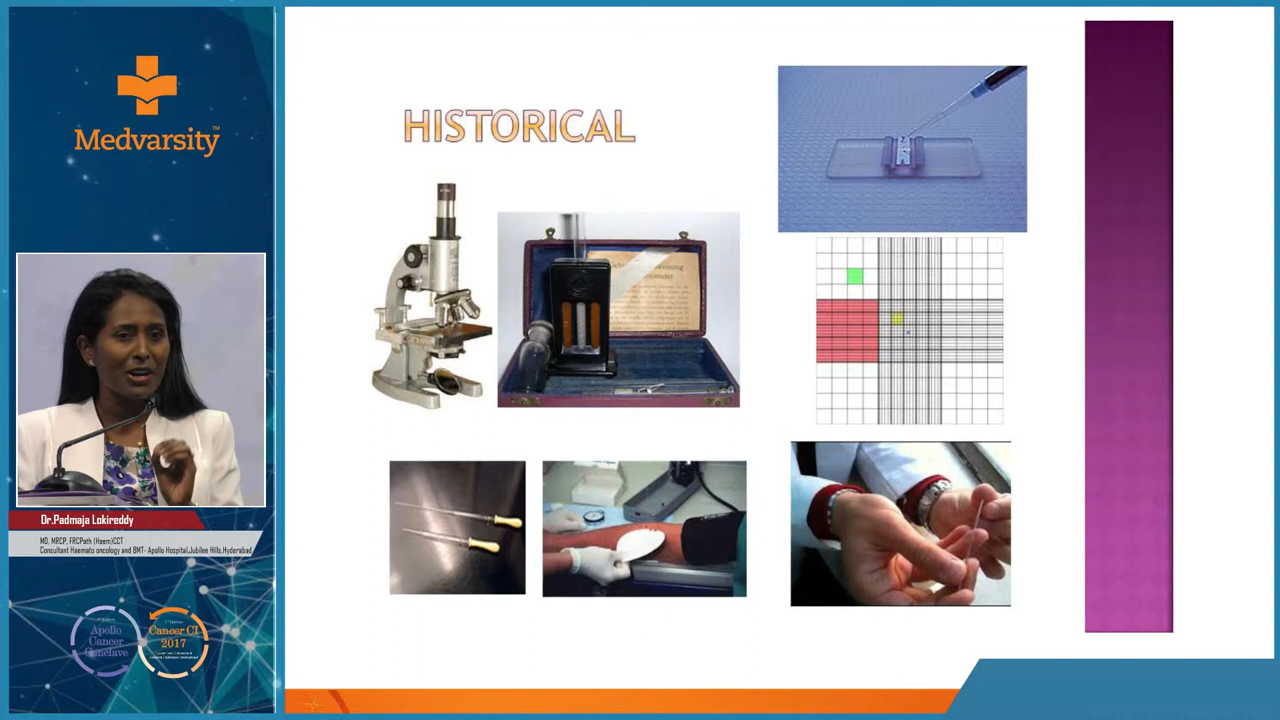 Medvarsity™
HISTORICAL
Dr.Padmaja Lokireddy
MD, MRCP, FRCPath (Haem)CCT
Consultant Haemato oncology and BMT- Apollo Hospital,Jubilee Hills,Hyderabad
Apollo
Cancer
Conclave
Cancer CI
2017